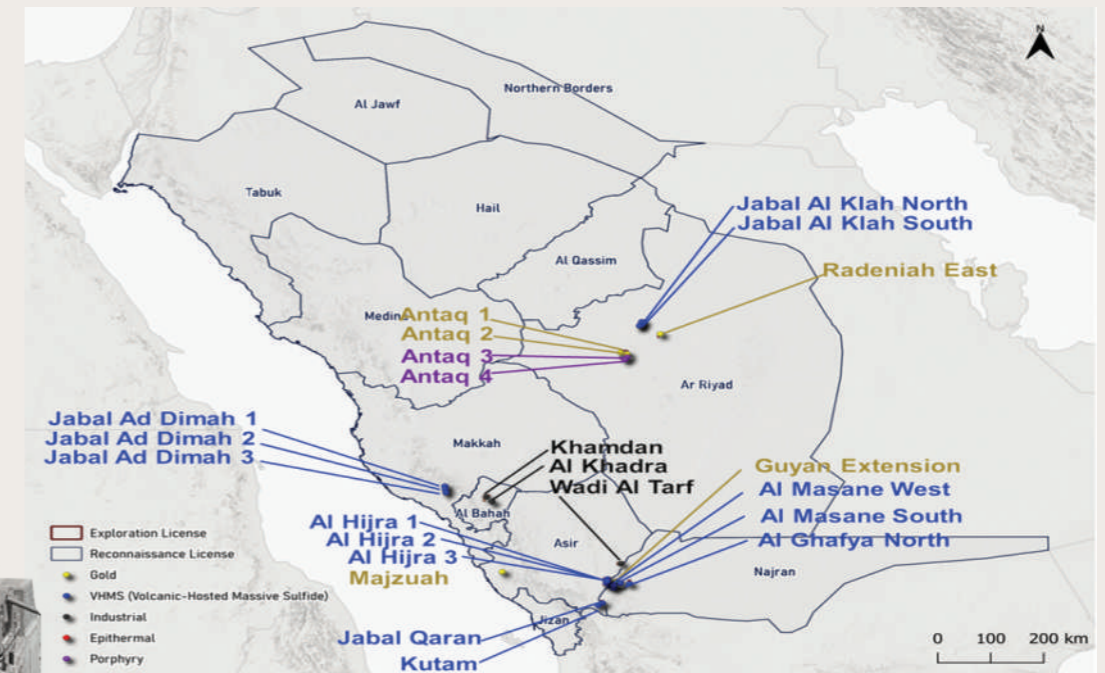 N
Northern Borders
Al Jawf
Tabuk
Hail
Jabal Al Klah North
Jabal Al Klah South
Al Qassim
Radeniah East
Medina
Antaq 1
Antaq 2
Antaq 3
Antaq 4
Ar Riyad
Jabal Ad Dimah 1
Jabal Ad Dimah 2
Jabal Ad Dimah 3
Makkah
Khamdan
Al Khadra
Wadi Al Tarf
Guyan Extension
Al Masane West
Al Masane South
Al Ghafya North
Al Bahah
Al Hijra 1
Al Hijra 2
Al Hijra 3
Majzuah
Asir
Najran
Jizan
Jabal Qaran
Kutam
Exploration License
Reconnaissance License
Gold
VHMS (Volcanic-Hosted Massive Sulfide)
Industrial
Epithermal
Porphyry
0 100 200 km